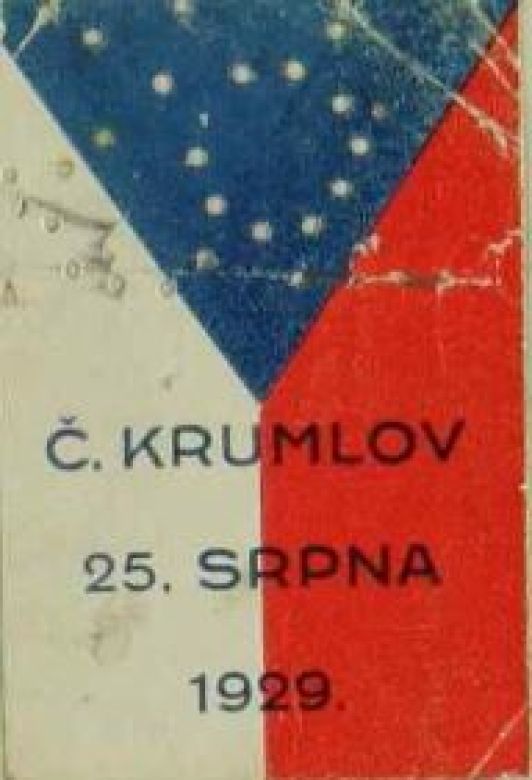 Č. KRUMLOV
25. SRPNA
1929.